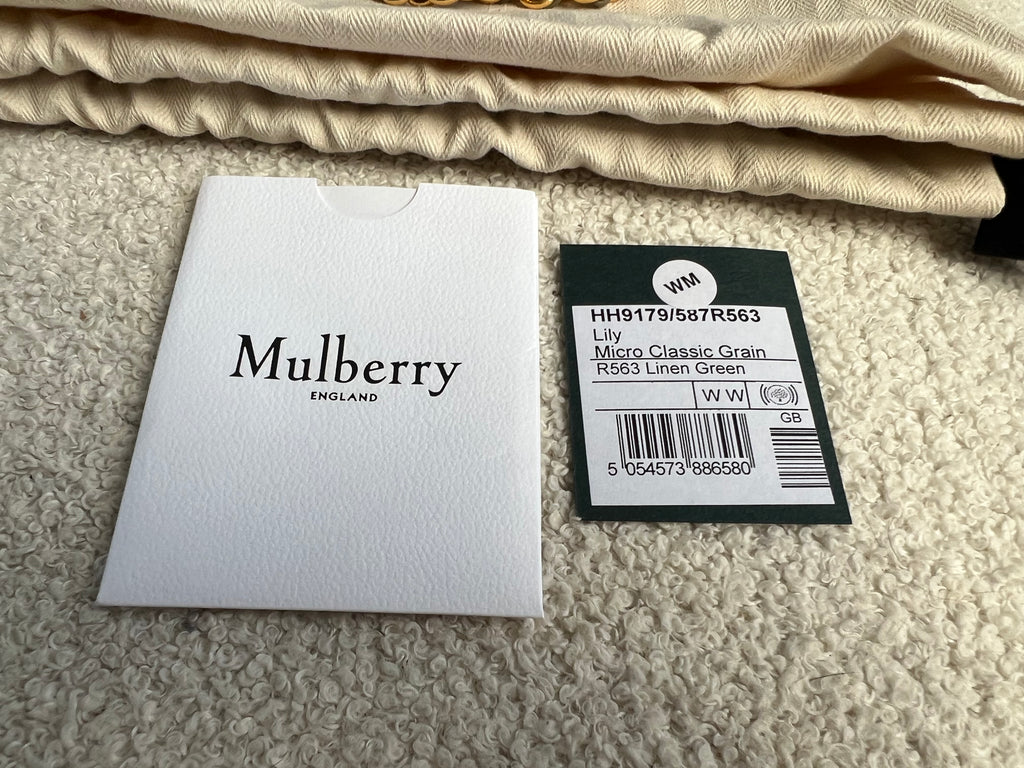 Mulberry
ENGLAND
WM
HH9179/587R563
Lily
Micro Classic Grain
R563 Linen Green
W W
GB
5 054573 886580